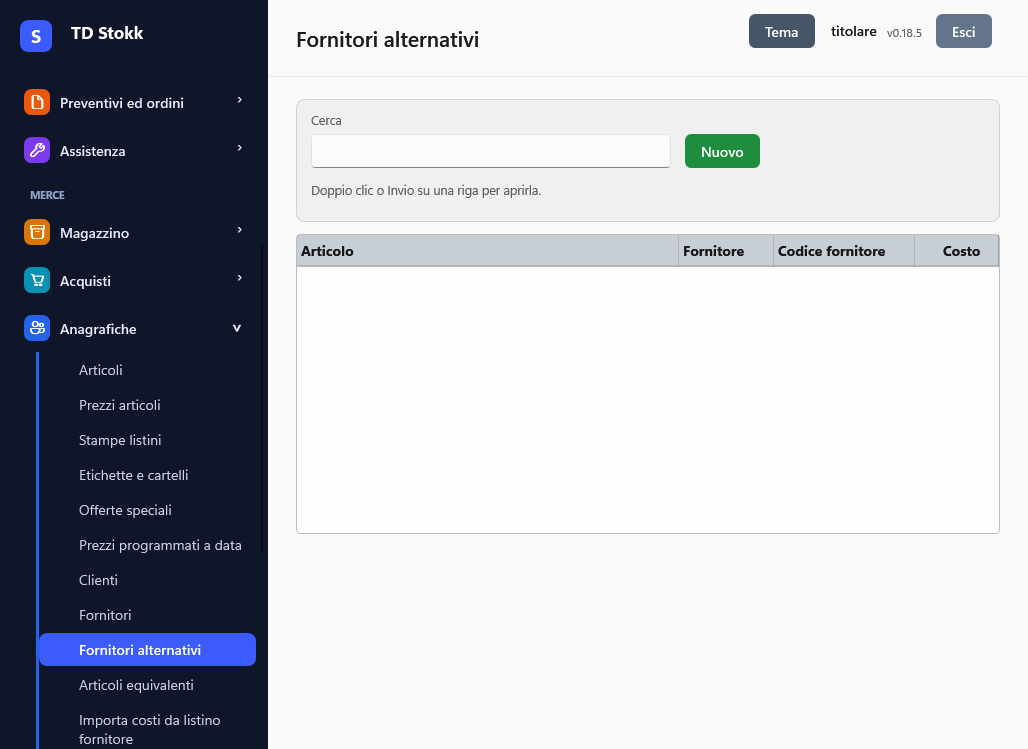 S
TD Stokk
Preventivi ed ordini
Assistenza
MERCE
Magazzino
Acquisti
Anagrafiche
Articoli
Prezzi articoli
Stampe listini
Etichette e cartelli
Offerte speciali
Prezzi programmati a data
Clienti
Fornitori
Fornitori alternativi
Articoli equivalenti
Importa costi da listino
fornitore
Fornitori alternativi
Tema
titolare
v0.18.5
Esci
Cerca
Nuovo
Doppio clic o Invio su una riga per aprirla.
Articolo
Fornitore
Codice fornitore
Costo